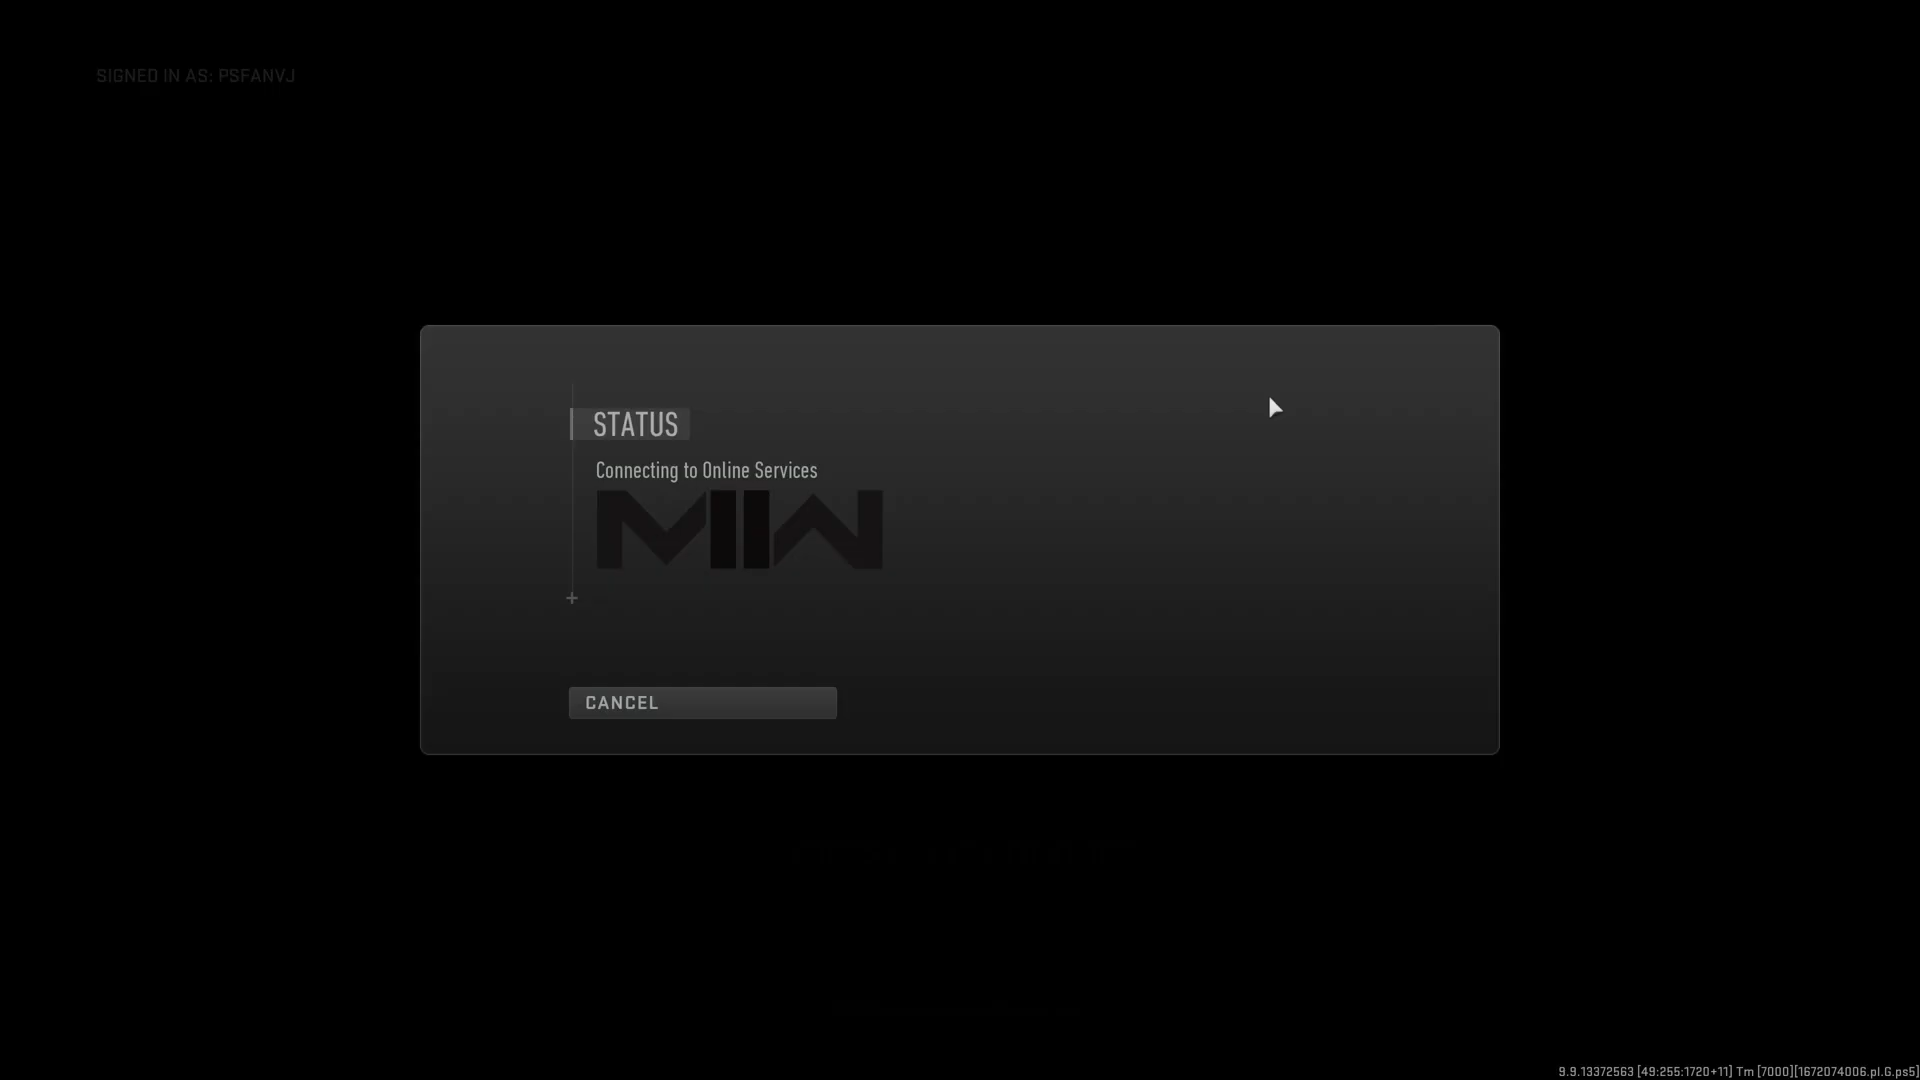 SIGNED IN AS: PSFANVJ
STATUS
Connecting to Online Services
MIIW
CANCEL
9.9.13372563 [49:255:1720+11] Tm [7000][1672074006.pl.G.ps5]